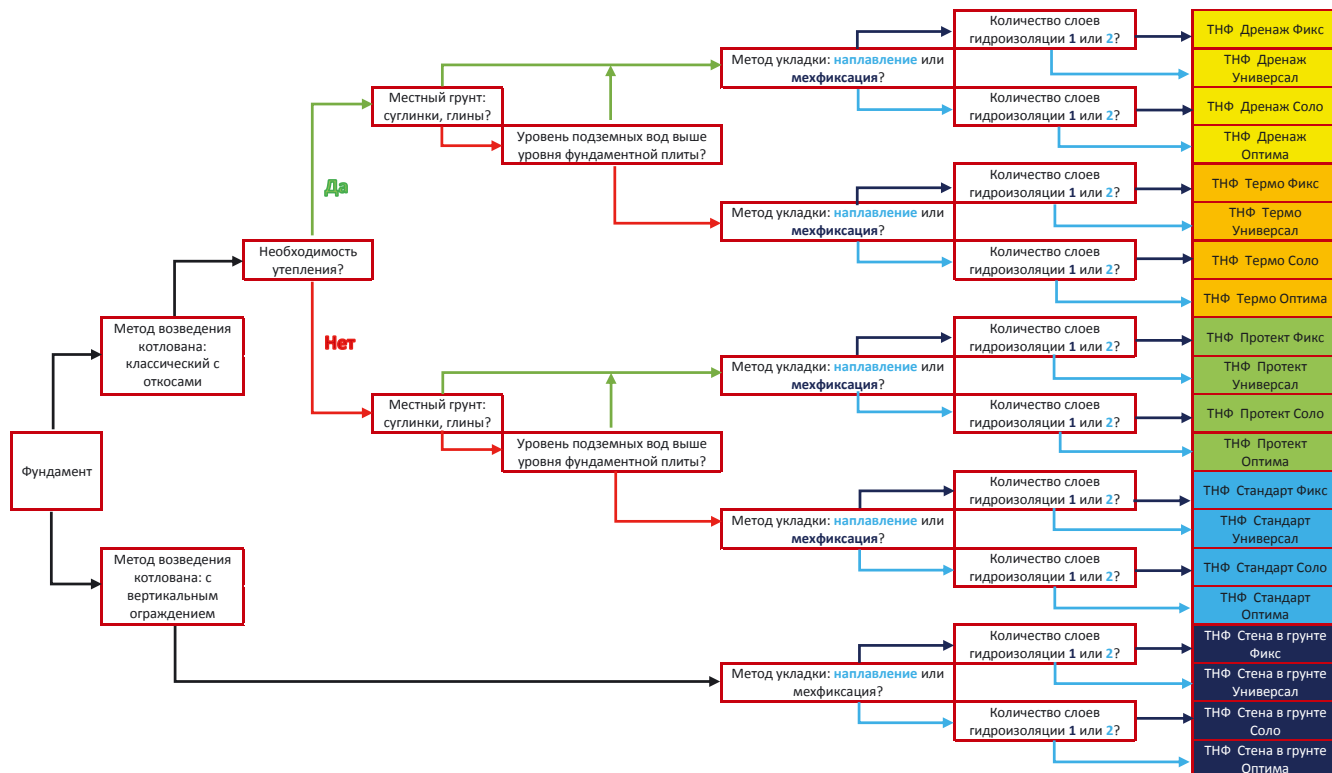 Фундамент
Метод возведения
котлована:
классический с
откосами
Метод возведения
котлована: с
вертикальным
ограждением
Необходимость
утепления?
Да
Нет
Местный грунт:
суглинки, глины?
Уровень подземных вод выше
уровня фундаментной плиты?
Метод укладки: наплавление или
мехфиксация?
Количество слоев
гидроизоляции 1 или 2?
ТНФ Дренаж Фикс
ТНФ Дренаж
Универсал
Количество слоев
гидроизоляции 1 или 2?
ТНФ Дренаж Соло
ТНФ Дренаж
Оптима
Метод укладки: наплавление или
мехфиксация?
Количество слоев
гидроизоляции 1 или 2?
ТНФ Термо Фикс
ТНФ Термо
Универсал
Количество слоев
гидроизоляции 1 или 2?
ТНФ Термо Соло
ТНФ Термо Оптима
Местный грунт:
суглинки, глины?
Уровень подземных вод выше
уровня фундаментной плиты?
Метод укладки: наплавление или
мехфиксация?
Количество слоев
гидроизоляции 1 или 2?
ТНФ Протект Фикс
ТНФ Протект
Универсал
Количество слоев
гидроизоляции 1 или 2?
ТНФ Протект Соло
ТНФ Протект
Оптима
Метод укладки: наплавление или
мехфиксация?
Количество слоев
гидроизоляции 1 или 2?
ТНФ Стандарт Фикс
ТНФ Стандарт
Универсал
Количество слоев
гидроизоляции 1 или 2?
ТНФ Стандарт Соло
ТНФ Стандарт
Оптима
Метод укладки: наплавление или
мехфиксация?
Количество слоев
гидроизоляции 1 или 2?
ТНФ Стена в грунте
Фикс
ТНФ Стена в грунте
Универсал
Количество слоев
гидроизоляции 1 или 2?
ТНФ Стена в грунте
Соло
ТНФ Стена в грунте
Оптима